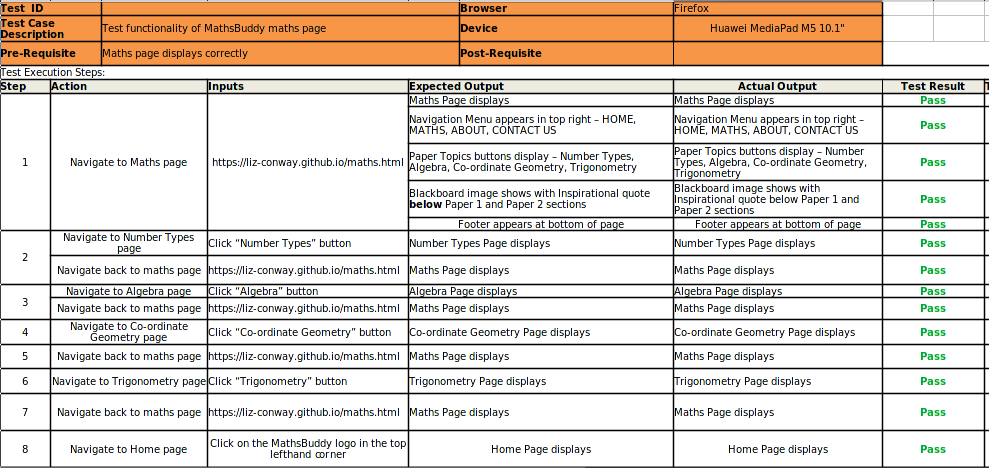 Test ID
Browser
Firefox
Test Case
Description
Test functionality of MathsBuddy maths page
Device
Huawei MediaPad M5 10.1"
Pre-Requisite
Maths page displays correctly
Post-Requisite
Test Execution Steps:
Step
Action
Inputs
Expected Output
Actual Output
Test Result
1
Navigate to Maths page
https://liz-conway.github.io/maths.html
Maths Page displays
Maths Page displays
Pass
Navigation Menu appears in top right – HOME,
MATHS, ABOUT, CONTACT US
Navigation Menu appears in top right
– HOME, MATHS, ABOUT, CONTACT US
Pass
Paper Topics buttons display – Number Types,
Algebra, Co-ordinate Geometry, Trigonometry
Paper Topics buttons display – Number
Types, Algebra, Co-ordinate Geometry,
Trigonometry
Pass
Blackboard image shows with Inspirational quote
below Paper 1 and Paper 2 sections
Blackboard image shows with
Inspirational quote below Paper 1 and
Paper 2 sections
Pass
Footer appears at bottom of page
Footer appears at bottom of page
Pass
2
Navigate to Number Types
page
Click “Number Types” button
Number Types Page displays
Number Types Page displays
Pass
Navigate back to maths page
https://liz-conway.github.io/maths.html
Maths Page displays
Maths Page displays
Pass
3
Navigate to Algebra page
Click “Algebra” button
Algebra Page displays
Algebra Page displays
Pass
Navigate back to maths page
https://liz-conway.github.io/maths.html
Maths Page displays
Maths Page displays
Pass
4
Navigate to Co-ordinate
Geometry page
Click “Co-ordinate Geometry” button
Co-ordinate Geometry Page displays
Co-ordinate Geometry Page displays
Pass
5
Navigate back to maths page
https://liz-conway.github.io/maths.html
Maths Page displays
Maths Page displays
Pass
6
Navigate to Trigonometry page
Click “Trigonometry” button
Trigonometry Page displays
Trigonometry Page displays
Pass
7
Navigate back to maths page
https://liz-conway.github.io/maths.html
Maths Page displays
Maths Page displays
Pass
8
Navigate to Home page
Click on the MathsBuddy logo in the top
lefthand corner
Home Page displays
Home Page displays
Pass